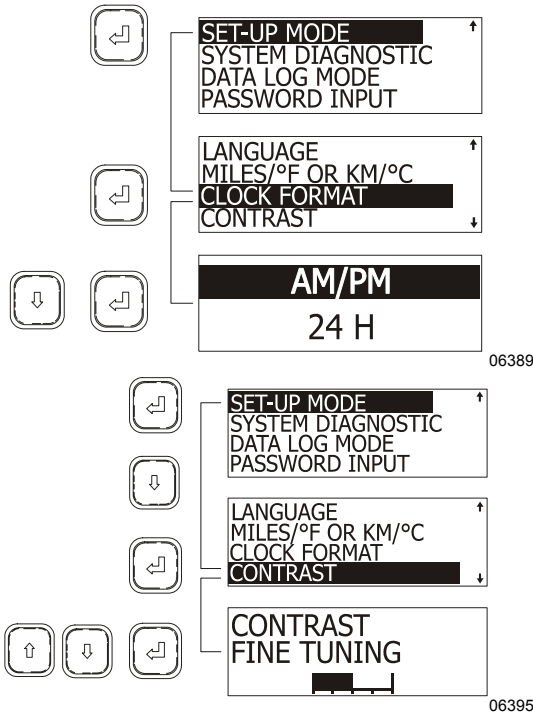 SET-UP MODE
SYSTEM DIAGNOSTIC
DATA LOG MODE
PASSWORD INPUT
LANGUAGE
MILES/°F OR KM/°C
CLOCK FORMAT
CONTRAST
AM/PM
24 H
06389
SET-UP MODE
SYSTEM DIAGNOSTIC
DATA LOG MODE
PASSWORD INPUT
LANGUAGE
MILES/°F OR KM/°C
CLOCK FORMAT
CONTRAST
CONTRAST
FINE TUNING
06395